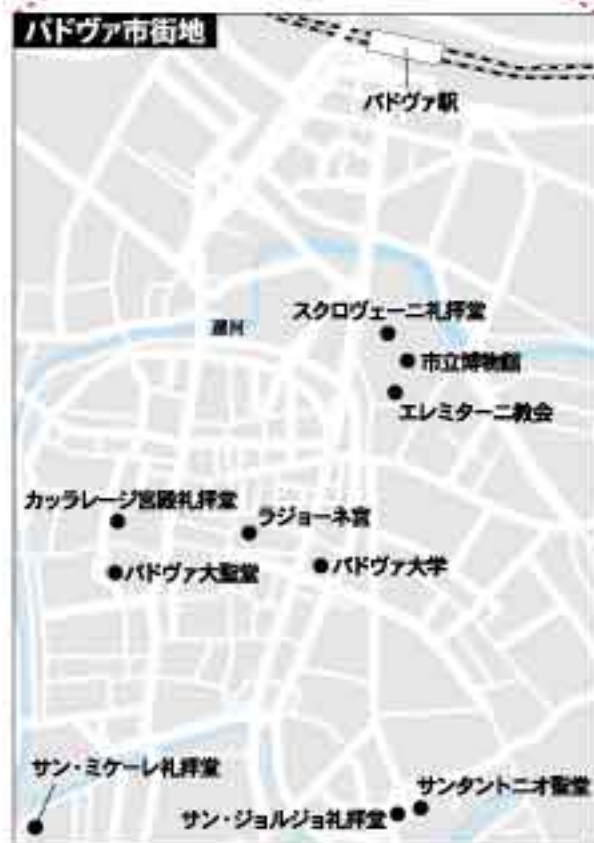 パドヴァ市街地
パドヴァ駅
スクロヴェーニ礼拝堂
運河
市立博物館
エレミターニ教会
カッラレージ宮殿礼拝堂
ラジョーネ宮
パドヴァ大聖堂
パドヴァ大学
サン・ミケーレ礼拝堂
サンタントニオ聖堂
サン・ジョルジョ礼拝堂